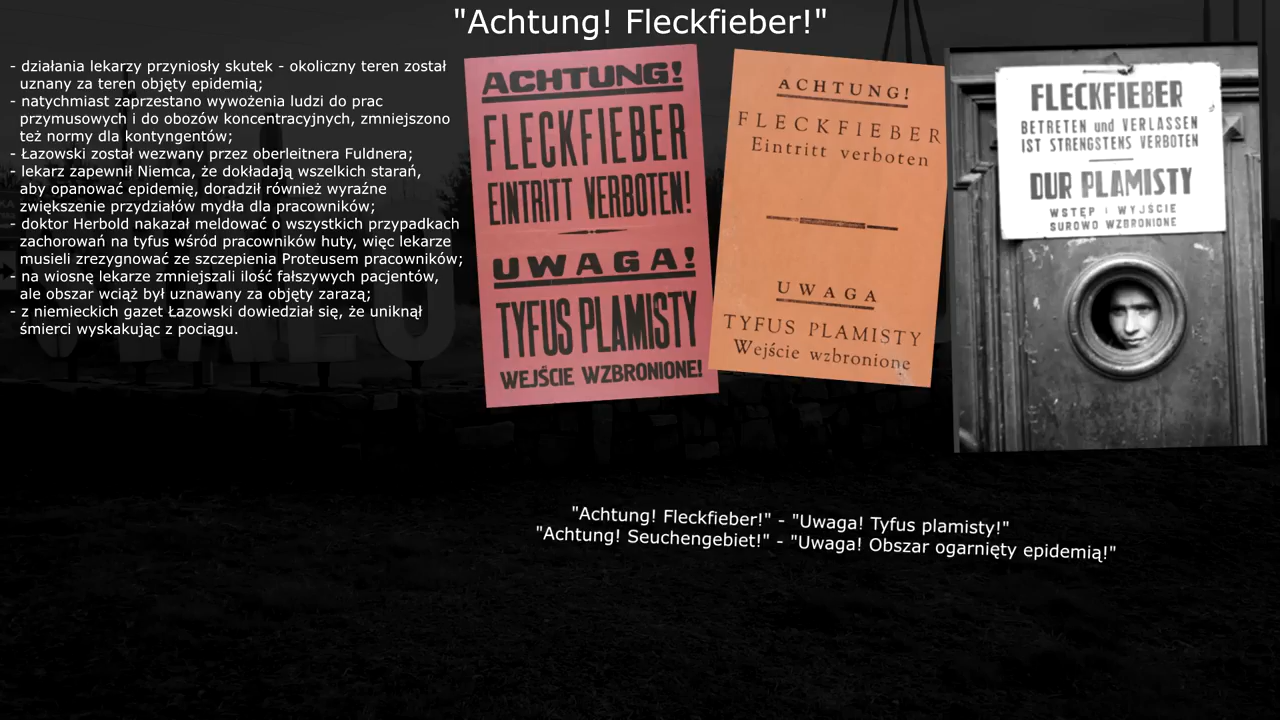 "Achtung! Fleckfieber!"
- działania lekarzy przyniosły skutek - okoliczny teren został
uznany za teren objęty epidemią;
- natychmiast zaprzestano wywożenia ludzi do prac
przymusowych i do obozów koncentracyjnych, zmniejszono
też normy dla kontyngentów;
- Łazowski został wezwany przez oberleitnera Fuldnera;
- lekarz zapewnił Niemca, że dokładają wszelkich starań,
aby opanować epidemię, doradził również wyraźne
zwiększenie przydziałów mydła dla pracowników;
- doktor Herbold nakazał meldować o wszystkich przypadkach
zachorowań na tyfus wśród pracowników huty, więc lekarze
musieli zrezygnować ze szczepienia Proteusem pracowników;
- na wiosnę lekarze zmniejszali ilość fałszywych pacjentów,
ale obszar wciąż był uznawany za objęty zarazą;
- z niemieckich gazet Łazowski dowiedział się, że uniknął
śmierci wyskakując z pociągu.
ACHTUNG!
FLECKFIEBER
EINTRITT VERBOTEN!
UWAGA!
TYFUS PLAMISTY
WEJŚCIE WZBRONIONE!
ACHTUNG!
FLECKFIEBER
Eintritt verboten
UWAGA
TYFUS PLAMISTY
Wejście wzbronione
FLECKFIEBER
BETRETEN und VERLASSEN
IST STRENGSTENS VERBOTEN
DUR PLAMISTY
WSTĘP I WYJŚCIE
SUROWO WZBRONIONE
"Achtung! Fleckfieber!" - "Uwaga! Tyfus plamisty!"
"Achtung! Seuchengebiet!" - "Uwaga! Obszar ogarnięty epidemią!"